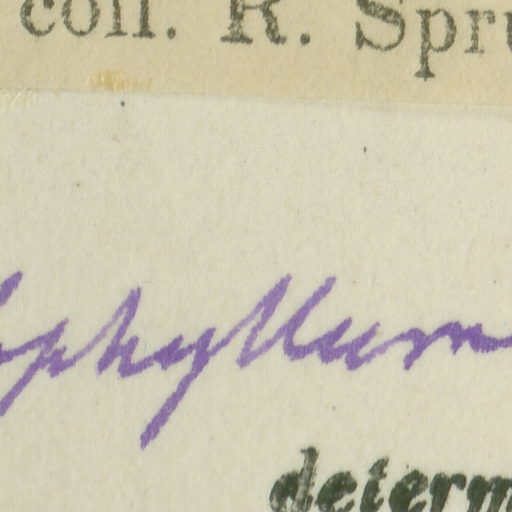 coll. R. Spru
phyllum
determ